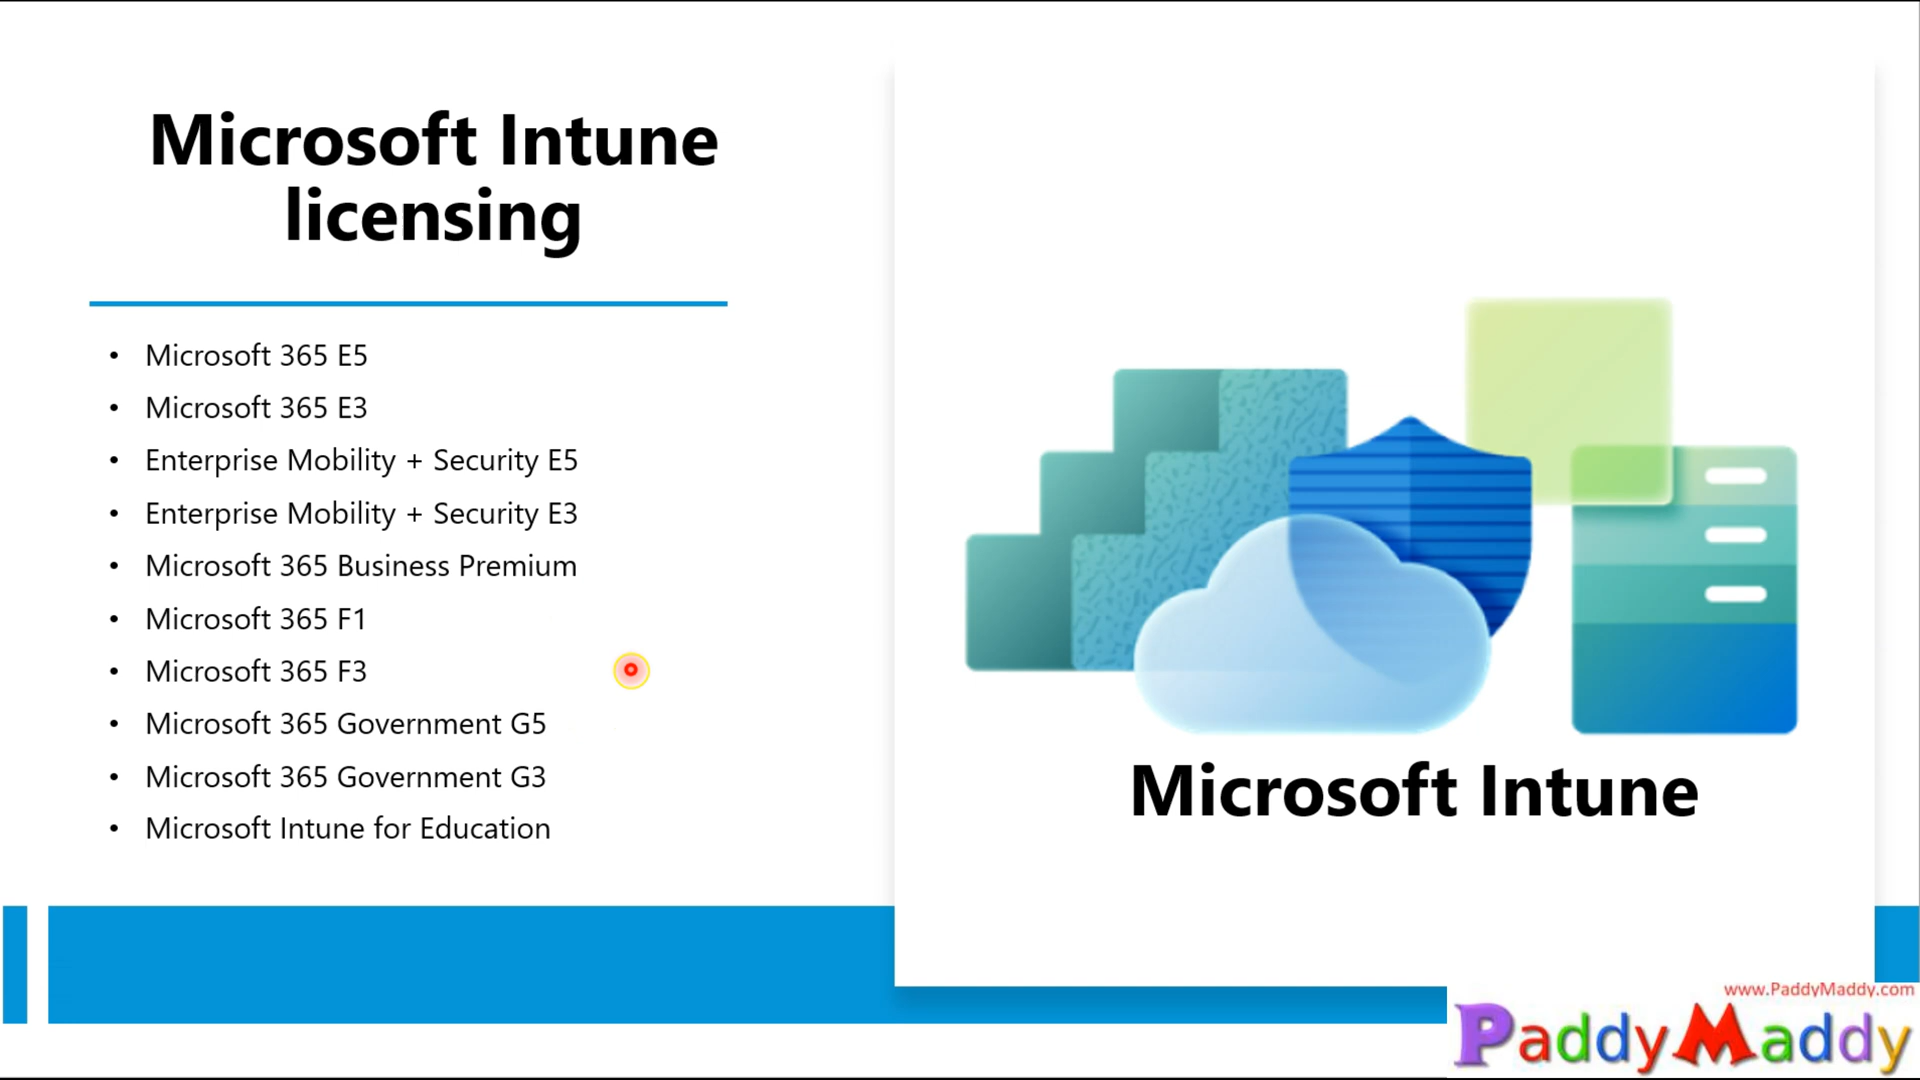 Microsoft Intune
licensing
• Microsoft 365 E5
• Microsoft 365 E3
• Enterprise Mobility + Security E5
• Enterprise Mobility + Security E3
• Microsoft 365 Business Premium
• Microsoft 365 F1
• Microsoft 365 F3
• Microsoft 365 Government G5
• Microsoft 365 Government G3
• Microsoft Intune for Education
Microsoft Intune
www.PaddyMaddy.com
PaddyMaddy